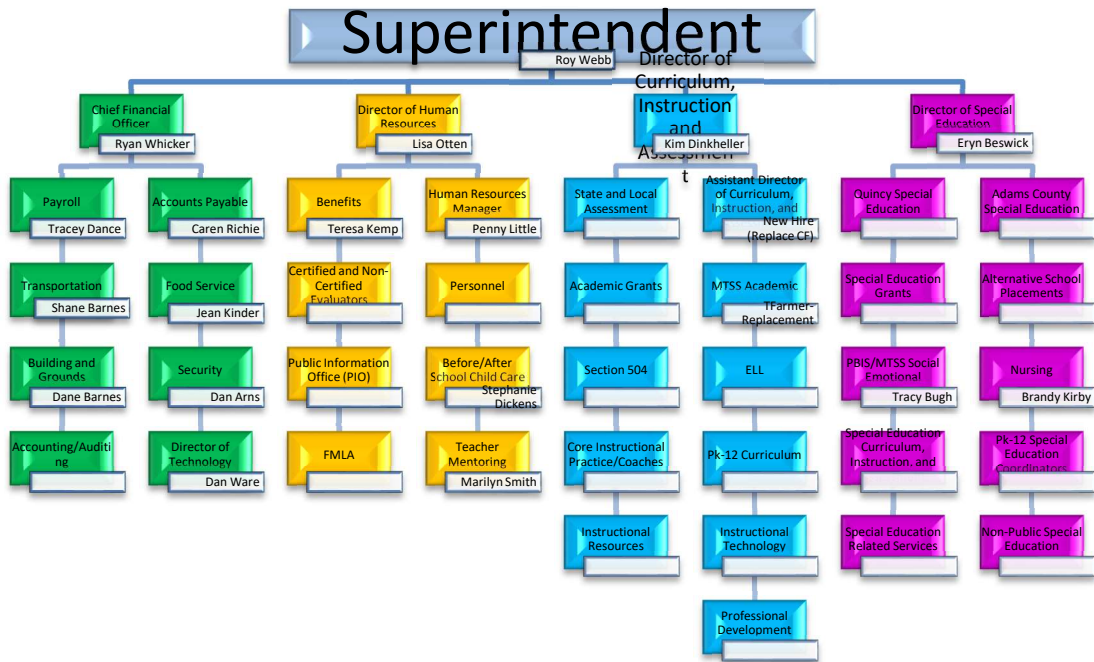 Superintendent
Roy Webb
Chief Financial
Officer
Ryan Whicker
Director of Human
Resources
Lisa Otten
Director of
Curriculum,
Instruction
and
Assessmen
t
Kim Dinkheller
Director of Special
Education
Eryn Beswick
Payroll
Tracey Dance
Accounts Payable
Caren Richie
Benefits
Teresa Kemp
Human Resources
Manager
Penny Little
State and Local
Assessment
Assistant Director
of Curriculum,
Instruction, and
New Hire
(Replace CF)
Quincy Special
Education
Adams County
Special Education
Transportation
Shane Barnes
Food Service
Jean Kinder
Certified and Non-
Certified
Evaluators
Personnel
Academic Grants
MTSS Academic
TFarmer-
Replacement
Special Education
Grants
Alternative School
Placements
Building and
Grounds
Dane Barnes
Security
Dan Arns
Public Information
Office (PIO)
Before/After
School Child Care
Stephanie
Dickens
Section 504
ELL
PBIS/MTSS Social
Emotional
Tracy Bugh
Nursing
Brandy Kirby
Accounting/Auditi
ng
Director of
Technology
Dan Ware
FMLA
Teacher
Mentoring
Marilyn Smith
Core Instructional
Practice/Coaches
Pk-12 Curriculum
Special Education
Curriculum,
Instruction, and
Pk-12 Special
Education
Coordinators
Instructional
Resources
Instructional
Technology
Special Education
Related Services
Non-Public Special
Education
Professional
Development